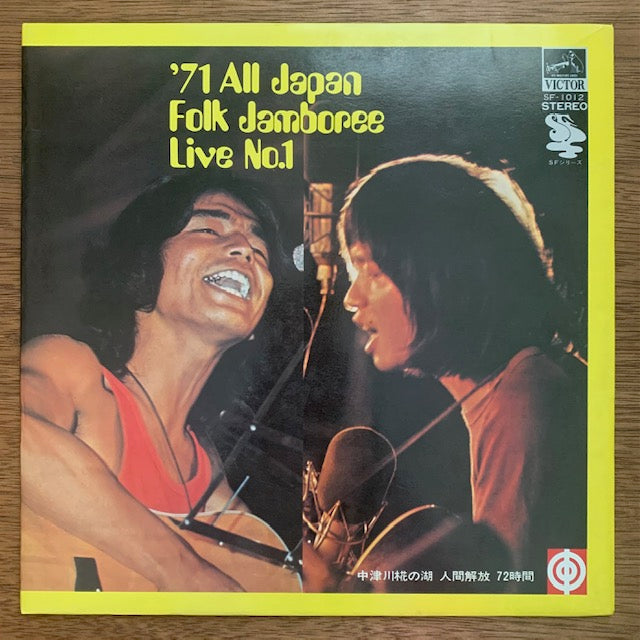 '71 All Japan
Folk Jamboree
Live No.1
VICTOR
SF-1012
STEREO
SFシリーズ
中津川椛の湖 人間解放 72時間